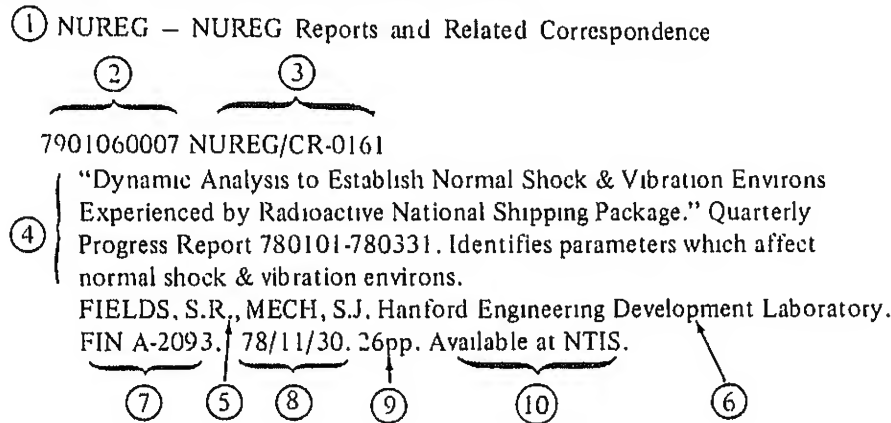 ① NUREG – NUREG Reports and Related Correspondence
② ③
7901060007 NUREG/CR-0161
"Dynamic Analysis to Establish Normal Shock & Vibration Environs
Experienced by Radioactive National Shipping Package." Quarterly
④ Progress Report 780101-780331. Identifies parameters which affect
normal shock & vibration environs.
FIELDS, S.R., MECH, S.J. Hanford Engineering Development Laboratory.
FIN A-2093. 78/11/30. 26pp. Available at NTIS.
⑦ ⑤ ⑧ ⑨ ⑩ ⑥